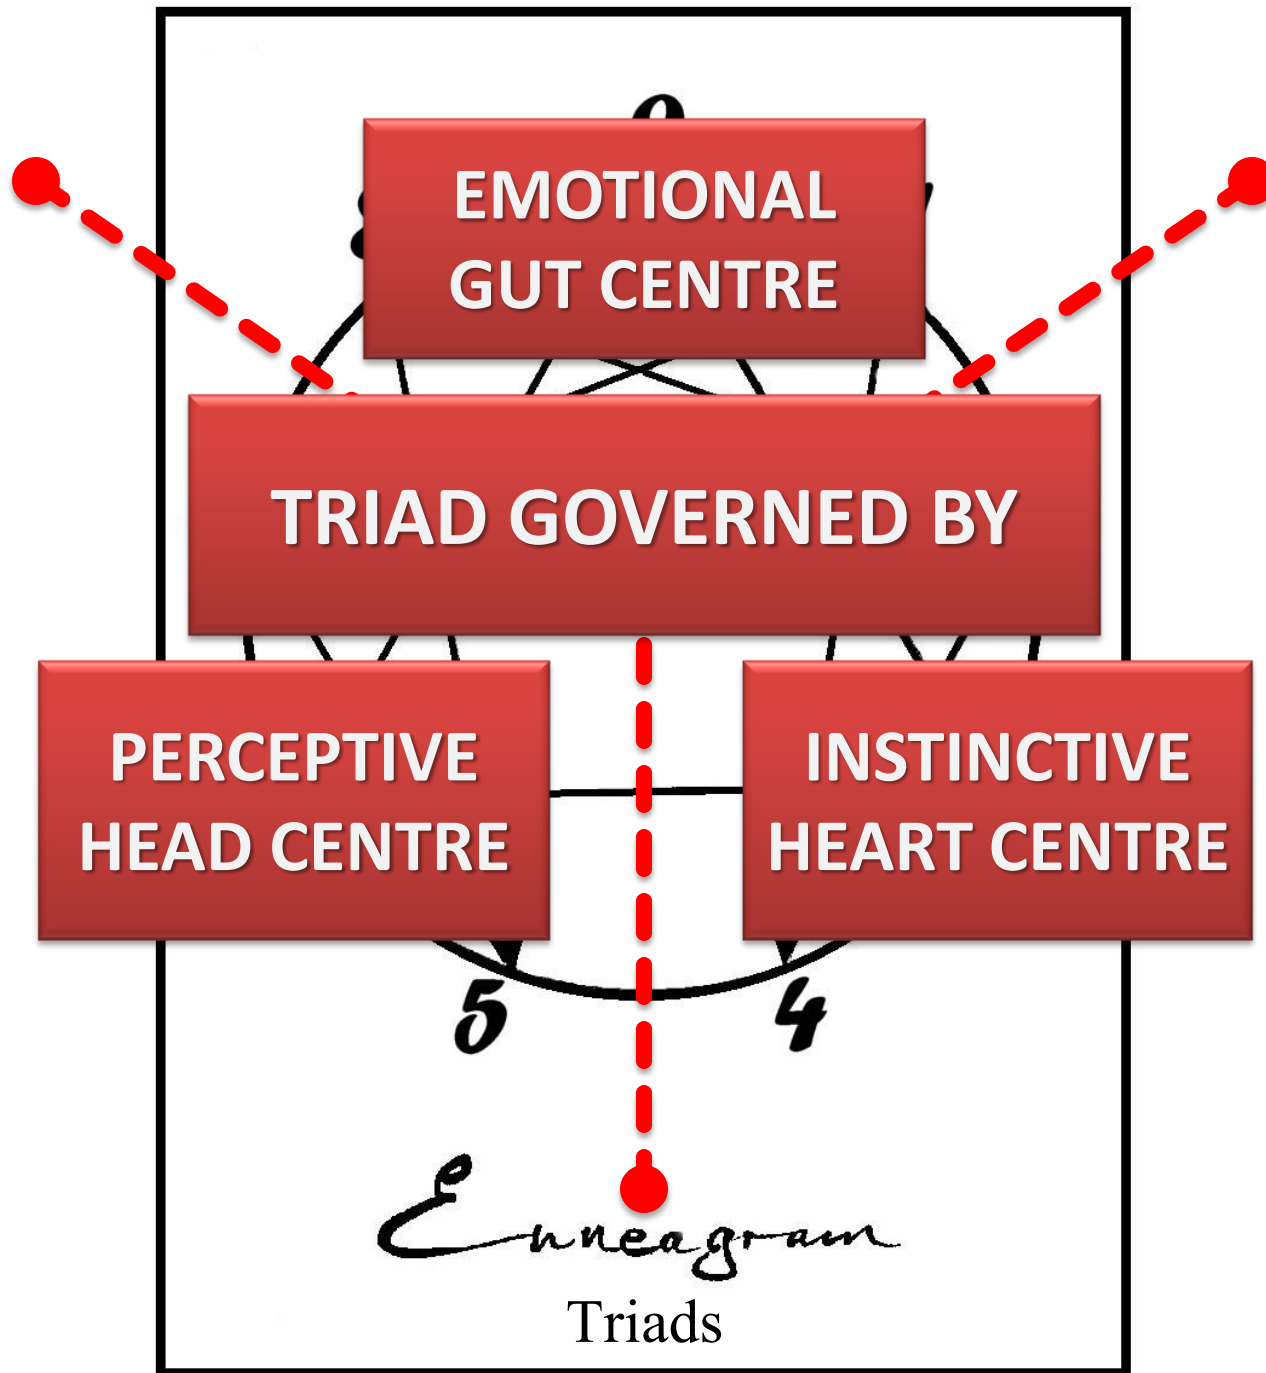 EMOTIONAL
GUT CENTRE
TRIAD GOVERNED BY
PERCEPTIVE
HEAD CENTRE
INSTINCTIVE
HEART CENTRE
5
4
Enneagram
Triads